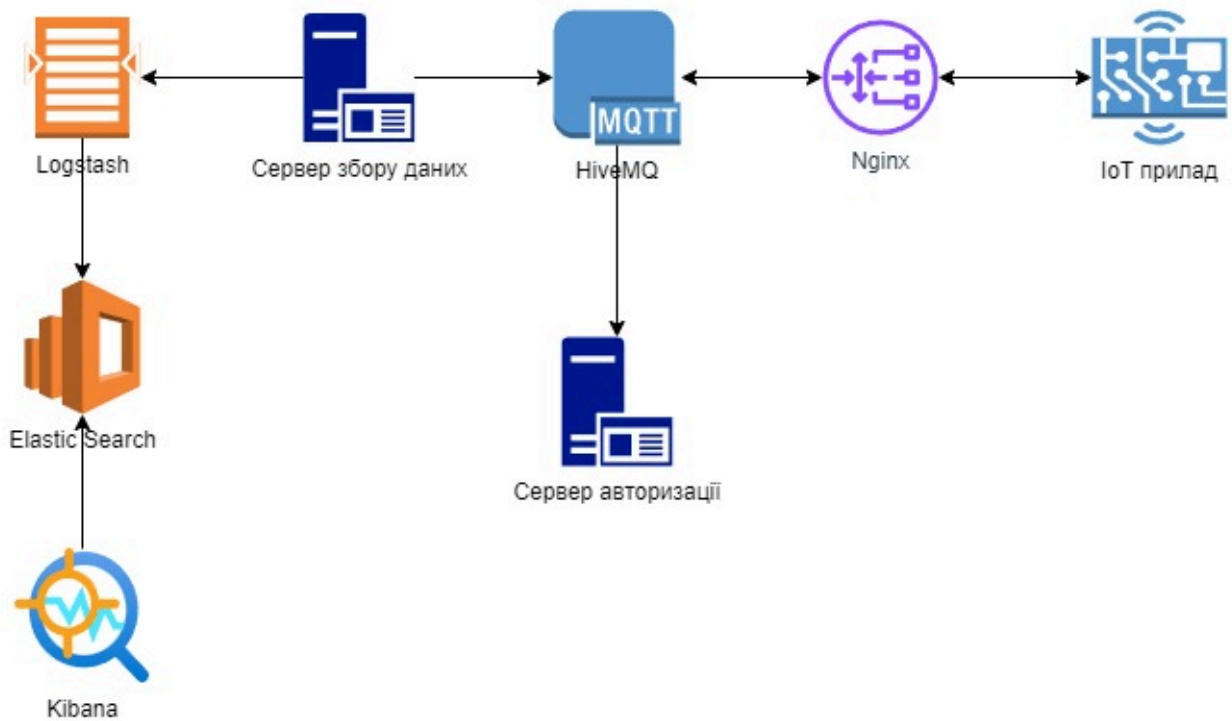 MQTT
Logstash
Сервер збору даних
HiveMQ
Nginx
IoT прилад
Elastic Search
Сервер авторизації
Kibana